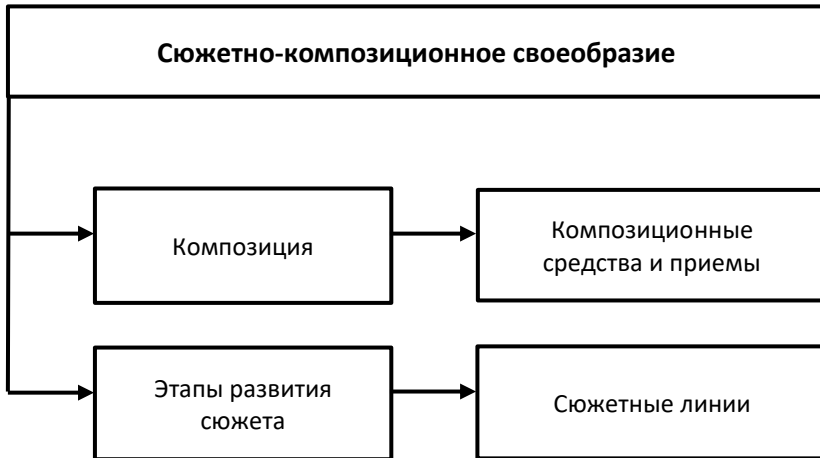 Сюжетно-композиционное своеобразие
Композиция
Композиционные
средства и приемы
Этапы развития
сюжета
Сюжетные линии